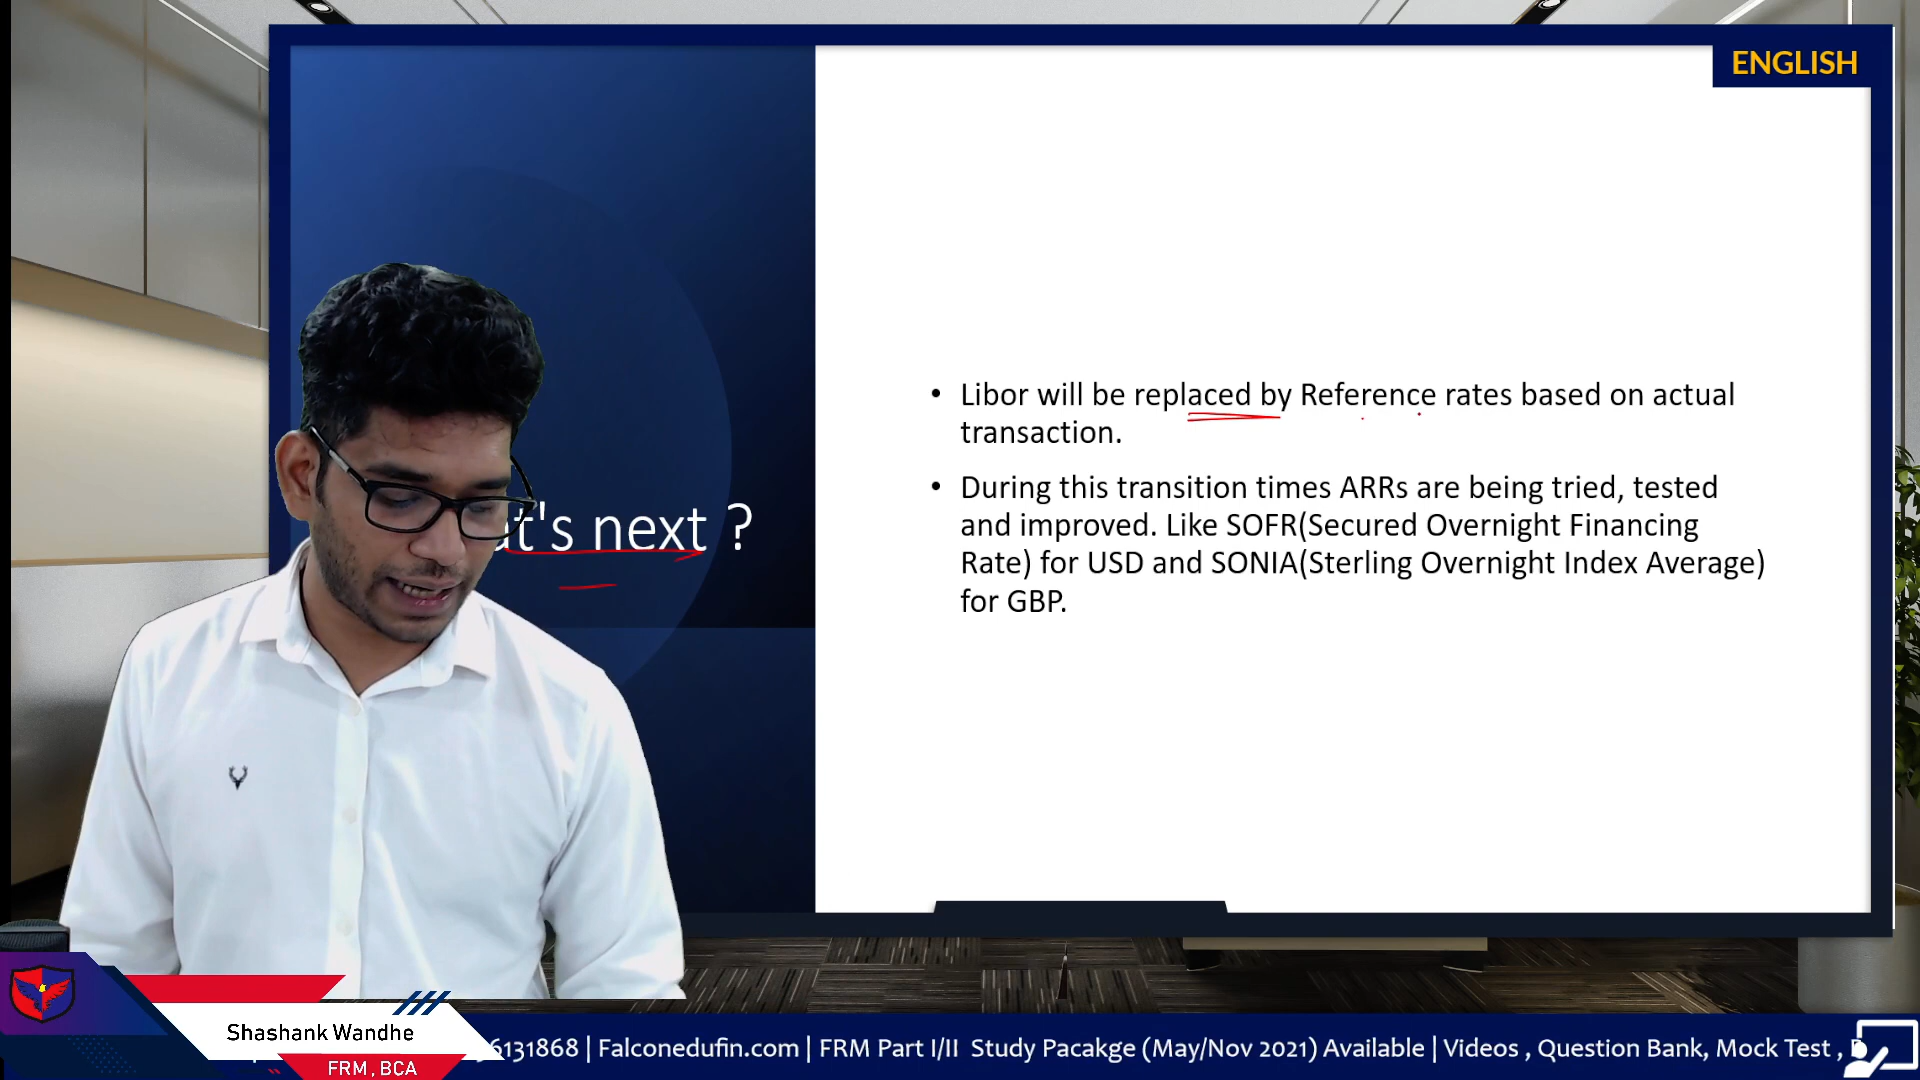 ENGLISH
• Libor will be replaced by Reference rates based on actual
transaction.
• During this transition times ARRs are being tried, tested
and improved. Like SOFR(Secured Overnight Financing
Rate) for USD and SONIA(Sterling Overnight Index Average)
for GBP.
next ?
Shashank Wandhe
FRM, BCA
6131868 | Falconedufin.com | FRM Part I/II Study Pacakge (May/Nov 2021) Available | Videos , Question Bank, Mock Test ,